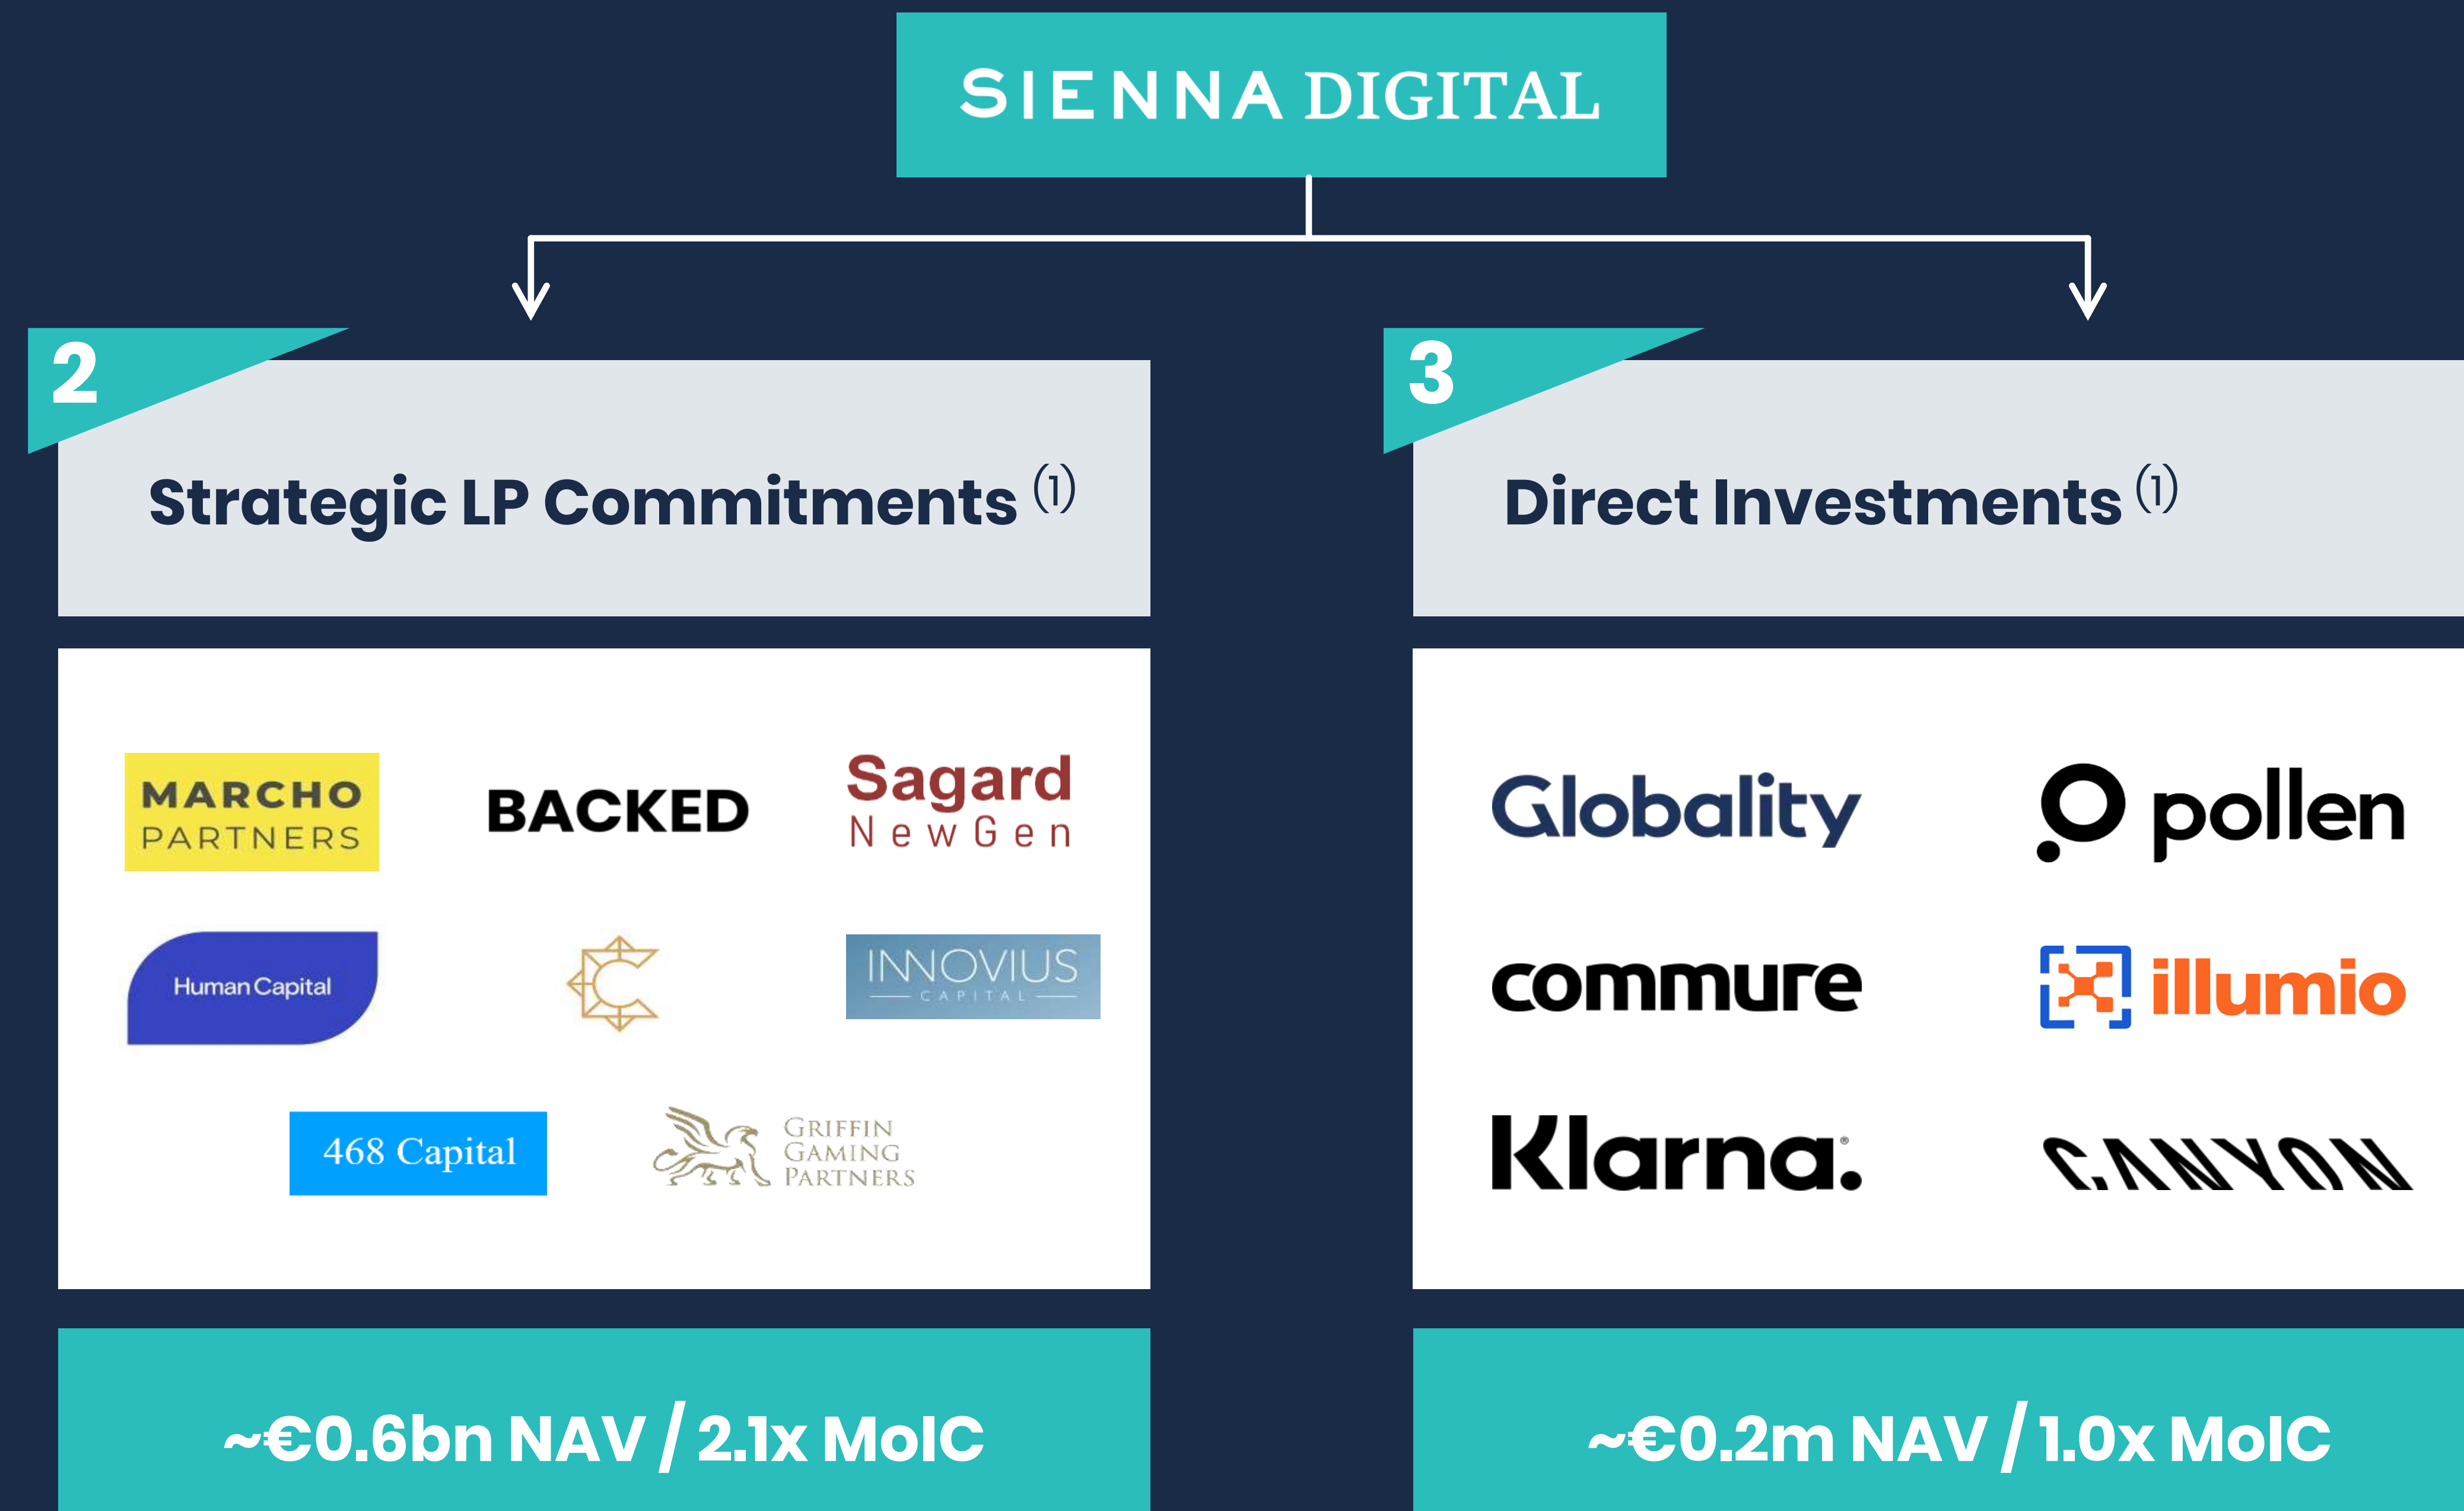 SIENNA DIGITAL
2
Strategic LP Commitments (1)
MARCHO
PARTNERS
BACKED
Sagard
NewGen
Human Capital
C
INNOVIUS
CAPITAL
468 Capital
GRIFFIN
GAMING
PARTNERS
~€0.6bn NAV / 2.1x MoIC
3
Direct Investments (1)
Globality
pollen
commure
illumio
Klarna.®
CANYON
~€0.2m NAV / 1.0x MoIC